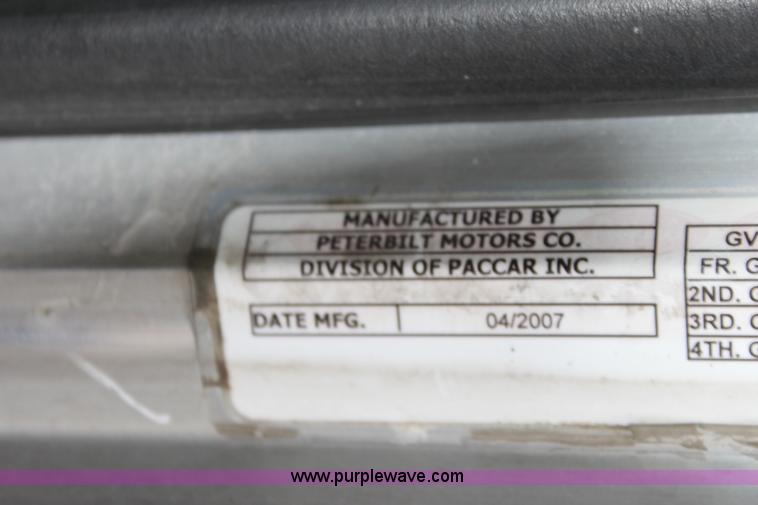 MANUFACTURED BY
PETERBILT MOTORS CO.
DIVISION OF PACCAR INC.
DATE MFG. 04/2007
GV
FR. G
2ND. G
3RD. G
4TH. G
www.purplewave.com